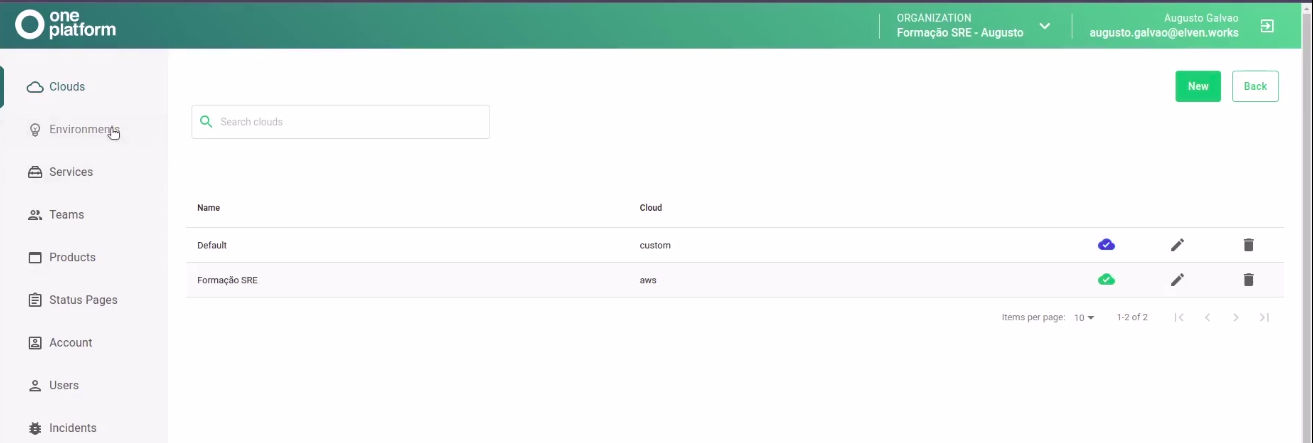 one
platform
ORGANIZATION
Formação SRE - Augusto
Augusto Galvao
augusto.galvao@elven.works
Clouds
Environments
Services
Teams
Products
Status Pages
Account
Users
Incidents
New
Back
Search clouds
Name Cloud
Default custom
Formação SRE aws
Items per page: 10 1-2 of 2